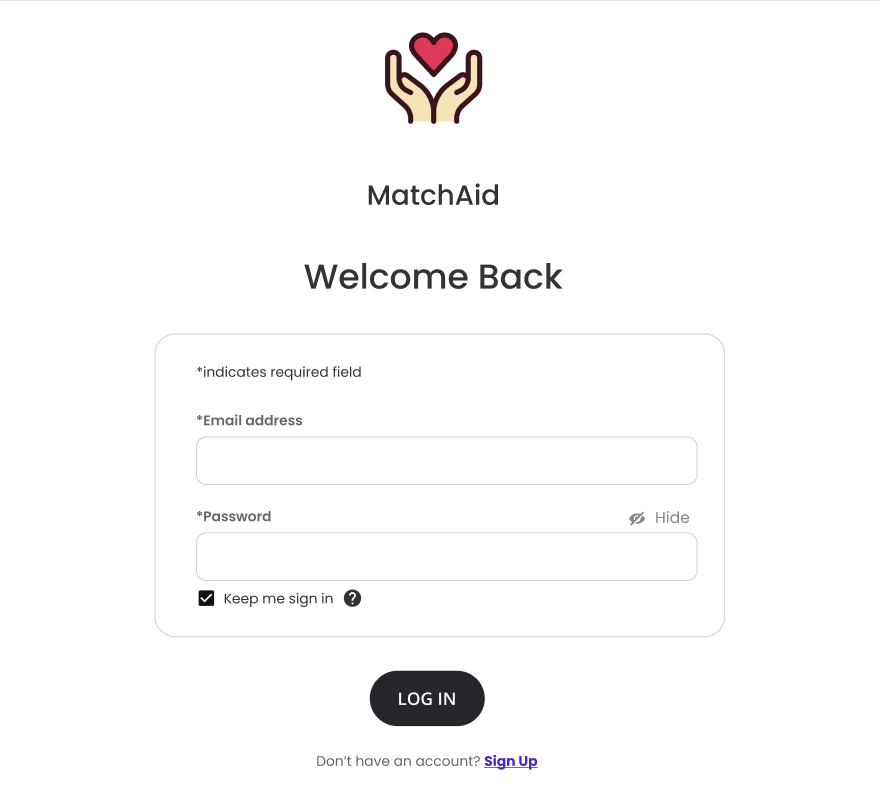 MatchAid
Welcome Back
*indicates required field
*Email address
*Password Hide
Keep me sign in ?
LOG IN
Don’t have an account? Sign Up